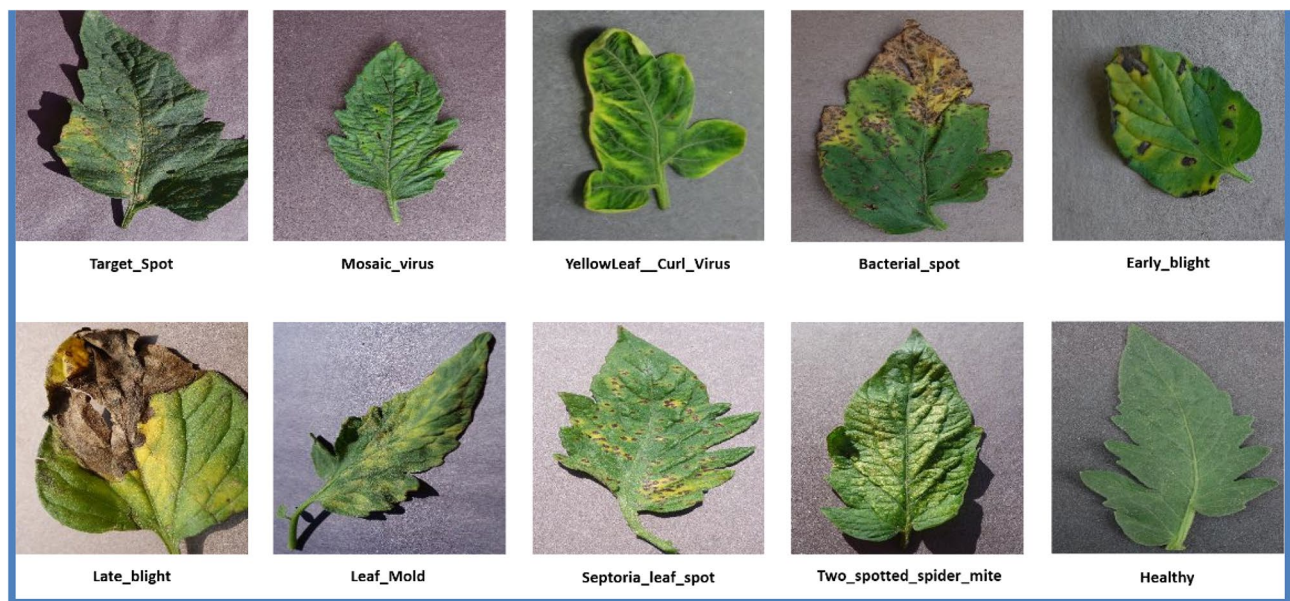 Target_Spot
Mosaic_virus
YellowLeaf__Curl_Virus
Bacterial_spot
Early_blight
Late_blight
Leaf_Mold
Septoria_leaf_spot
Two_spotted_spider_mite
Healthy